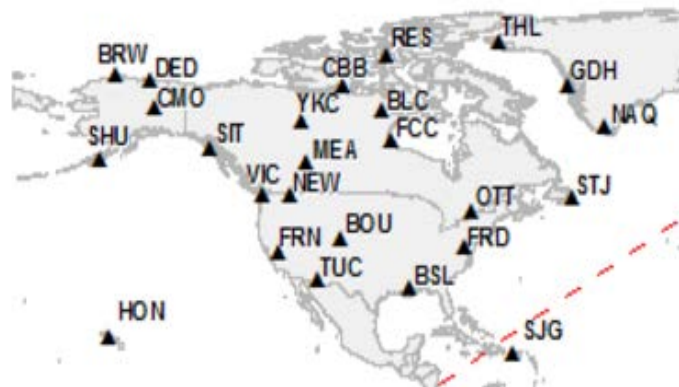 THL
RES
BRW
DED
CBB
GDH
CMO
YKC
BLC
NAQ
FCC
SHU
SIT
MEA
VIC
NEW
OTT
STJ
BOU
FRN
FRD
TUC
BSL
HON
SJG